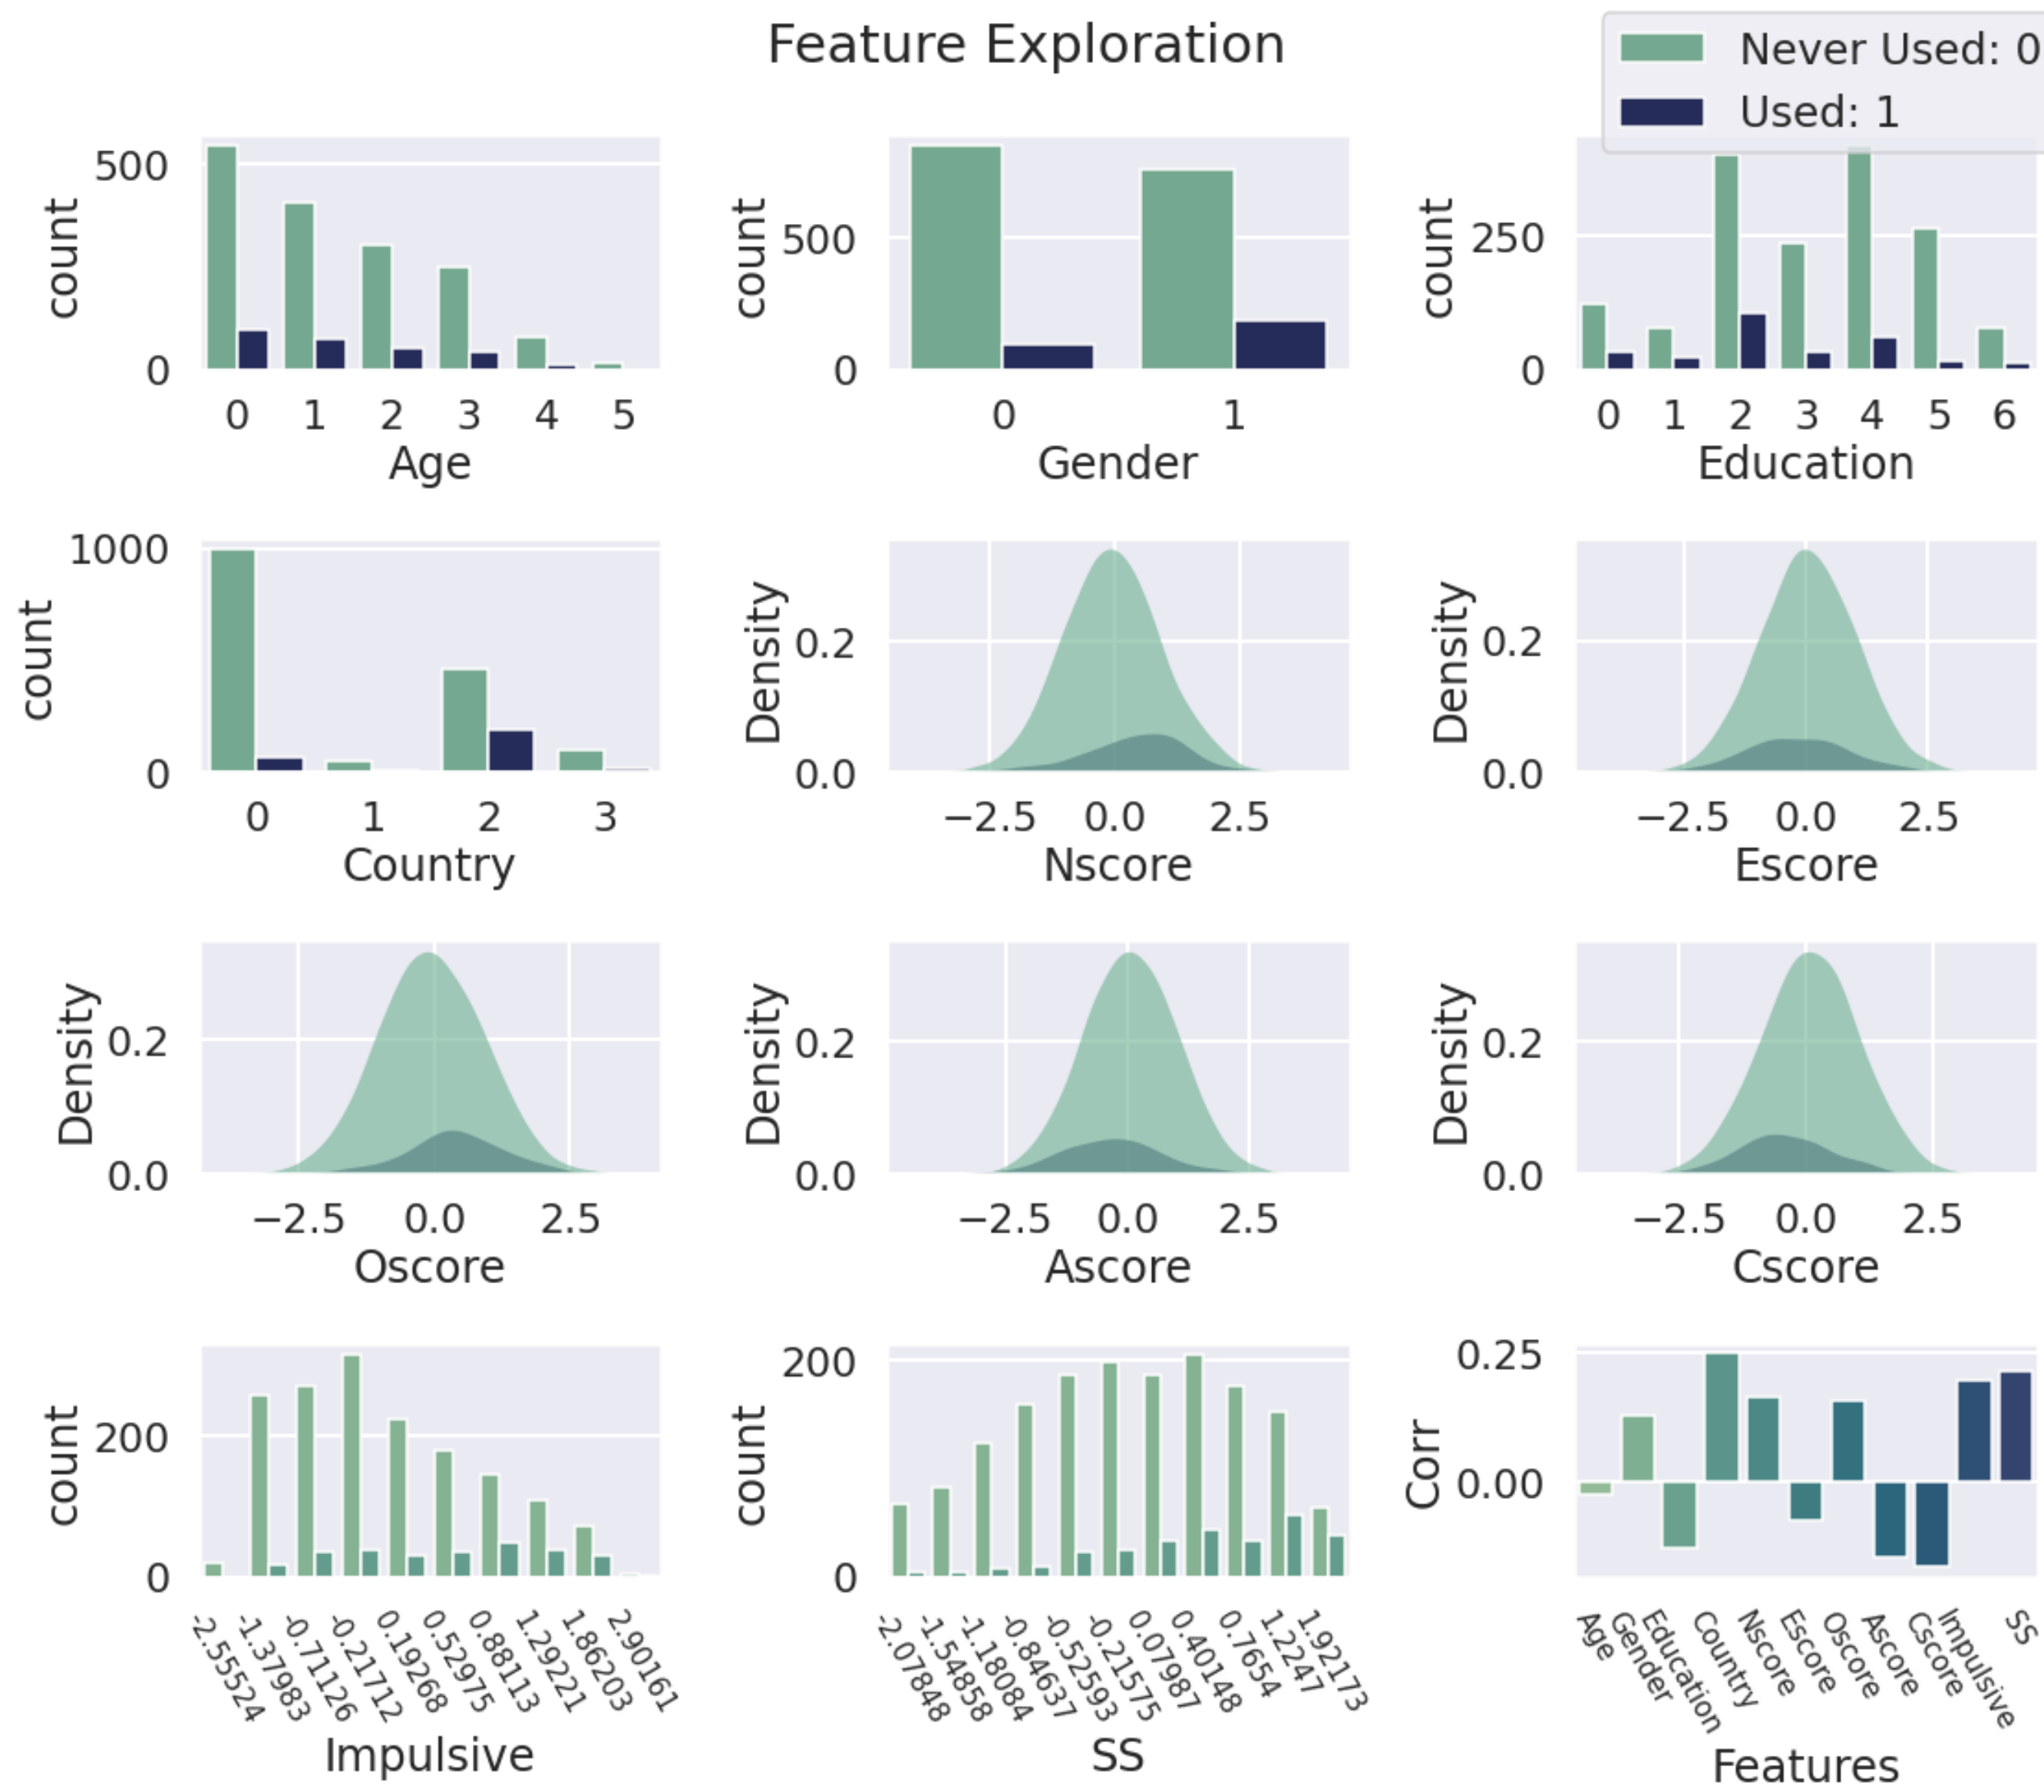 Feature Exploration
Never Used: 0
Used: 1
count
500
0
0 1 2 3 4 5
Age
count
500
0
0 1
Gender
count
250
0
0 1 2 3 4 5 6
Education
count
1000
0
0 1 2 3
Country
Density
0.2
0.0
−2.5 0.0 2.5
Nscore
Density
0.2
0.0
−2.5 0.0 2.5
Escore
Density
0.2
0.0
−2.5 0.0 2.5
Oscore
Density
0.2
0.0
−2.5 0.0 2.5
Ascore
Density
0.2
0.0
−2.5 0.0 2.5
Cscore
count
200
0
-2.55524 -1.37983 -0.71126 -0.21712 0.19268 0.52975 0.88113 1.29221 1.86203 2.90161
Impulsive
count
200
0
-2.07848 -1.54858 -1.18084 -0.84637 -0.52593 -0.21575 0.07987 0.40148 0.7654 1.2247 1.92173
SS
Corr
0.25
0.00
Age Gender Education Country Nscore Escore Oscore Ascore Cscore Impulsive SS
Features